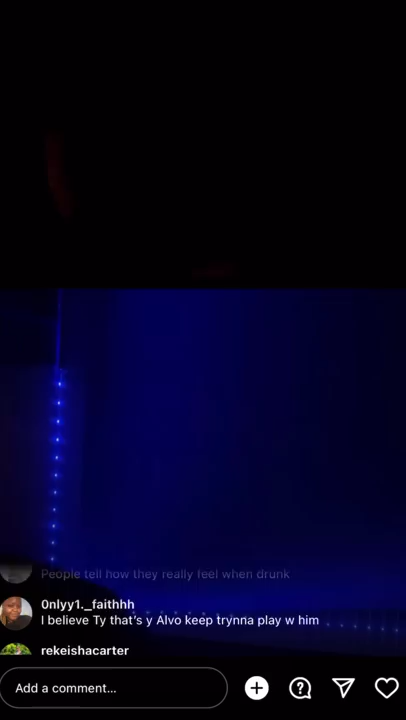 People tell how they really feel when drunk
0nlyy1._faithhh
I believe Ty that's y Alvo keep trynna play w him
rekeishacarter
Add a comment...